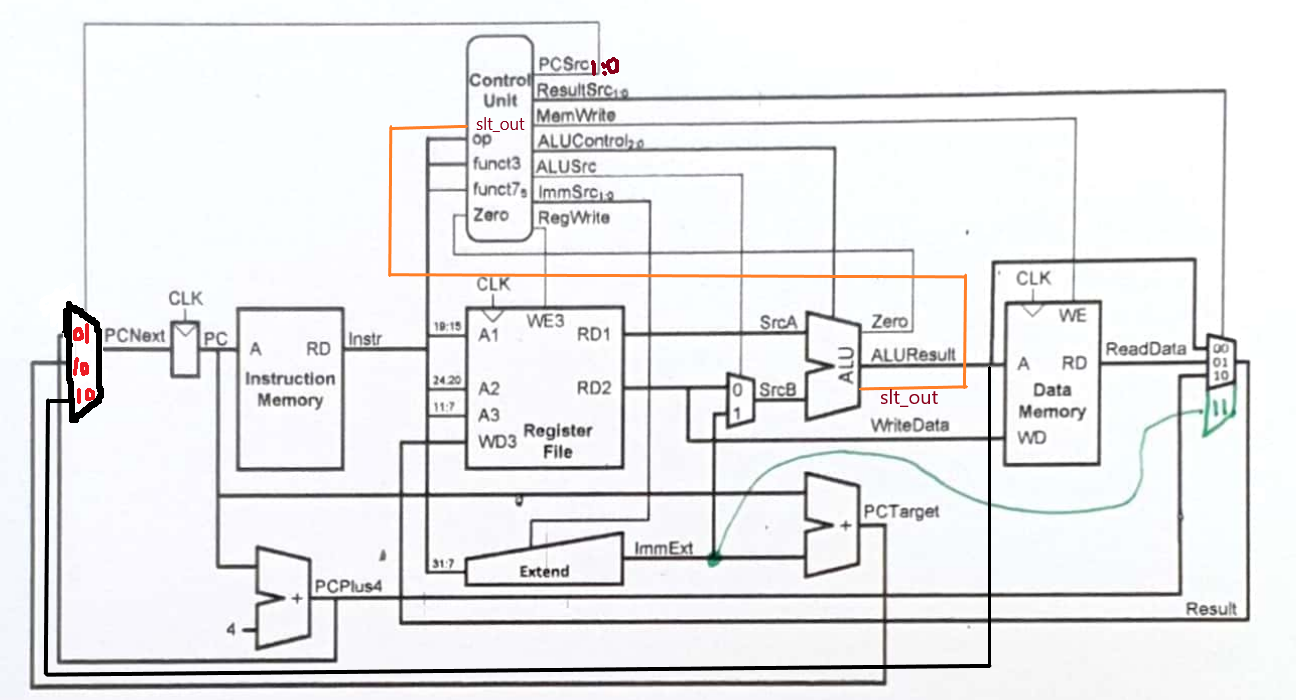 PCSrc1:0
Control
Unit
ResultSrc1:0
MemWrite
slt_out
op
ALUControl2:0
funct3
ALUSrc
funct75
ImmSrc1:0
Zero
RegWrite
CLK
CLK
CLK
01
10
10
PCNext
PC
A
RD
Instruction
Memory
Instr
19:15
A1
WE3
RD1
24:20
A2
RD2
11:7
A3
WD3
Register
File
SrcA
0
1
SrcB
ALU
Zero
ALUResult
slt_out
WriteData
WE
A
RD
Data
Memory
WD
ReadData
00
01
10
11
PCTarget
+
ImmExt
31:7
Extend
PCPlus4
+
4
Result